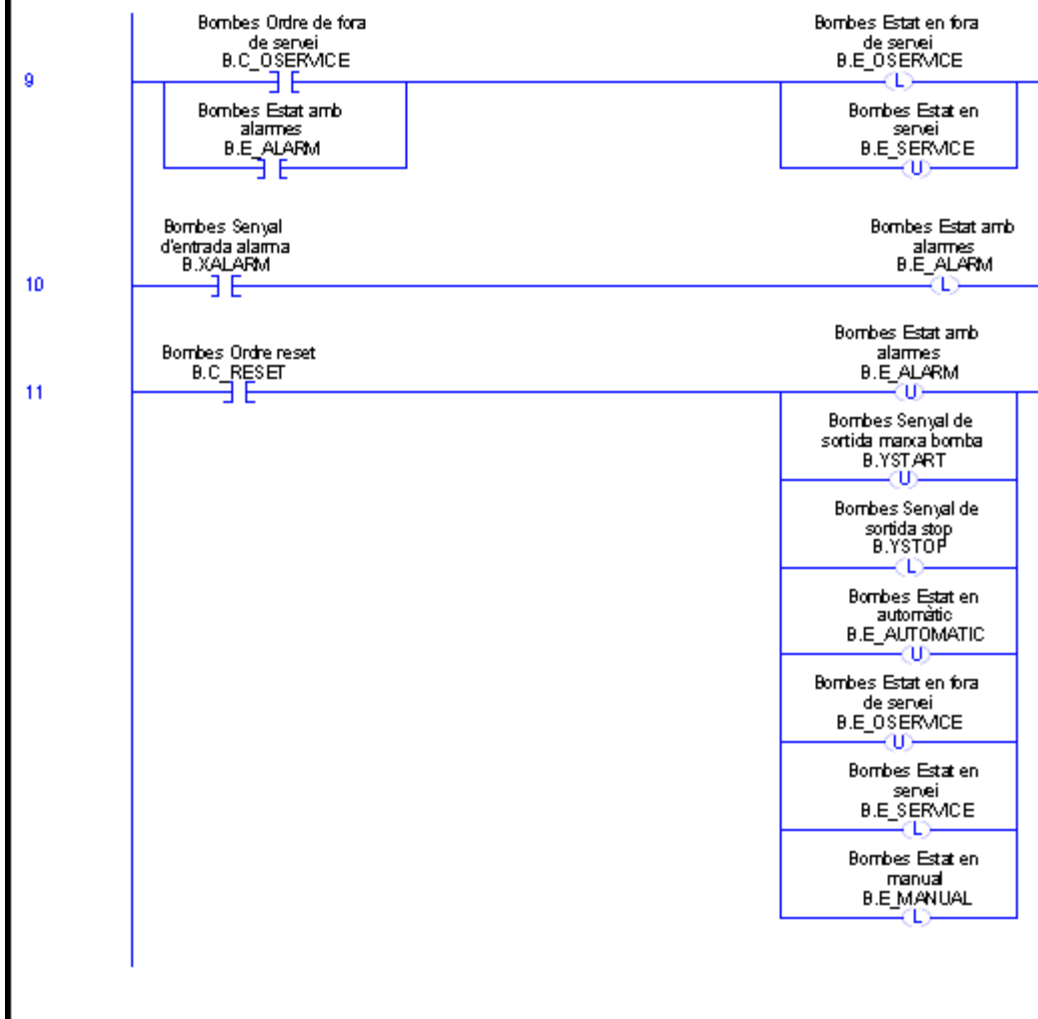 Bombes Ordre de fora
de servei
B.C_OSERVICE
Bombes Estat en fora
de servei
B.E_OSERVICE
9
L
Bombes Estat amb
alarmes
B.E_ALARM
Bombes Estat en
servei
B.E_SERVICE
U
Bombes Senyal
d'entrada alarma
B.XALARM
Bombes Estat amb
alarmes
B.E_ALARM
10
L
Bombes Ordre reset
B.C_RESET
Bombes Estat amb
alarmes
B.E_ALARM
11
U
Bombes Senyal de
sortida marxa bomba
B.YSTART
U
Bombes Senyal de
sortida stop
B.YSTOP
L
Bombes Estat en
automàtic
B.E_AUTOMATIC
U
Bombes Estat en fora
de servei
B.E_OSERVICE
U
Bombes Estat en
servei
B.E_SERVICE
L
Bombes Estat en
manual
B.E_MANUAL
L